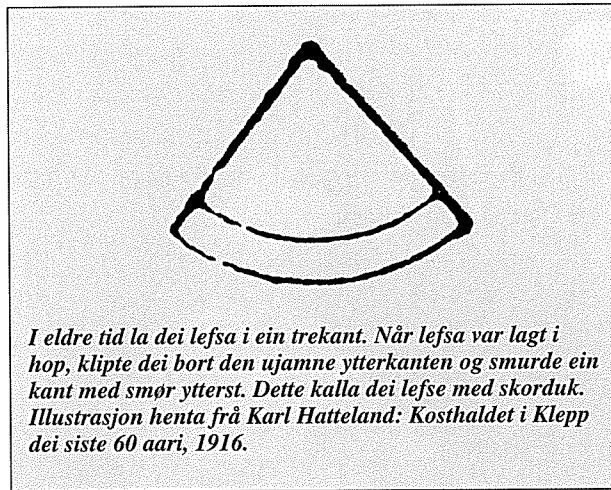 I eldre tid la dei lefsa i ein trekant. Når lefsa var lagt i
hop, klipte dei bort den ujamne ytterkanten og smurde ein
kant med smør ytterst. Dette kalla dei lefse med skorduk.
Illustrasjon henta frå Karl Hatteland: Kosthaldet i Klepp
dei siste 60 aari, 1916.